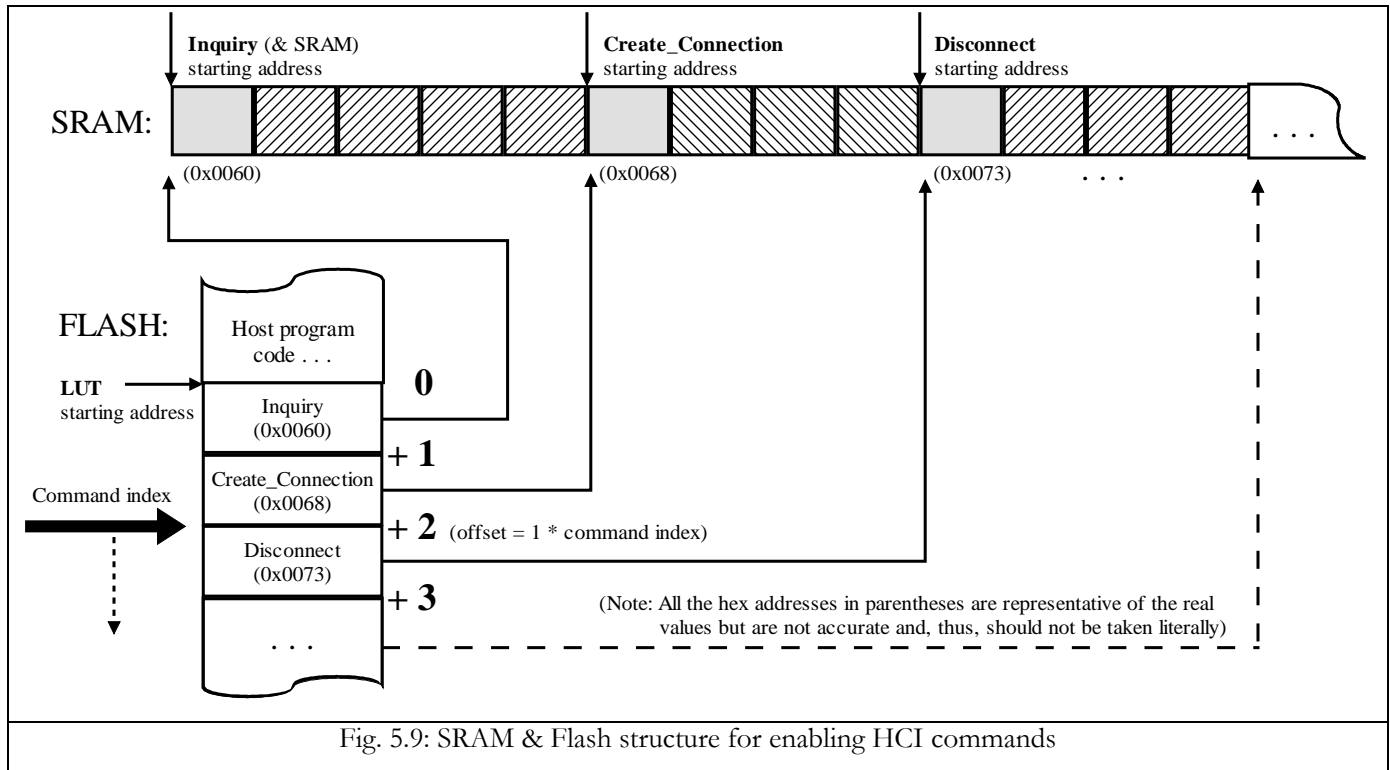 Inquiry (& SRAM)
starting address
Create_Connection
starting address
Disconnect
starting address
SRAM:
. . .
(0x0060)
(0x0068)
(0x0073)
. . .
FLASH:
Host program
code . . .
LUT
starting address
0
Inquiry
(0x0060)
+ 1
Create_Connection
(0x0068)
Command index
+ 2 (offset = 1 * command index)
Disconnect
(0x0073)
+ 3
(Note: All the hex addresses in parentheses are representative of the real
values but are not accurate and, thus, should not be taken literally)
. . .
Fig. 5.9: SRAM & Flash structure for enabling HCI commands